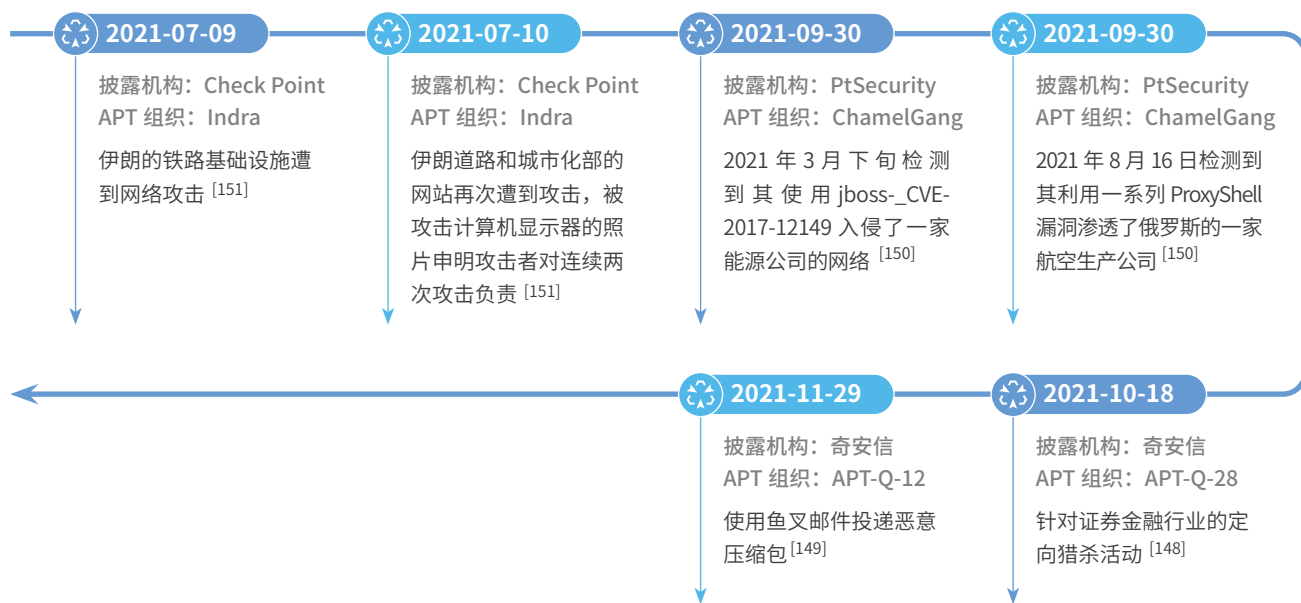 2021-07-09
披露机构：Check Point
APT 组织：Indra
伊朗的铁路基础设施遭
到网络攻击 [151]
2021-07-10
披露机构：Check Point
APT 组织：Indra
伊朗道路和城市化部的
网站再次遭到攻击，被
攻击计算机显示器的照
片申明攻击者对连续两
次攻击负责 [151]
2021-09-30
披露机构：PtSecurity
APT 组织：ChamelGang
2021 年 3 月下旬检测
到其使用 jboss-_CVE-
2017-12149 入侵了一家
能源公司的网络 [150]
2021-09-30
披露机构：PtSecurity
APT 组织：ChamelGang
2021 年 8 月 16 日检测到
其利用一系列 ProxyShell
漏洞渗透了俄罗斯的一家
航空生产公司 [150]
2021-10-18
披露机构：奇安信
APT 组织：APT-Q-28
针对证券金融行业的定
向猎杀活动 [148]
2021-11-29
披露机构：奇安信
APT 组织：APT-Q-12
使用鱼叉邮件投递恶意
压缩包 [149]